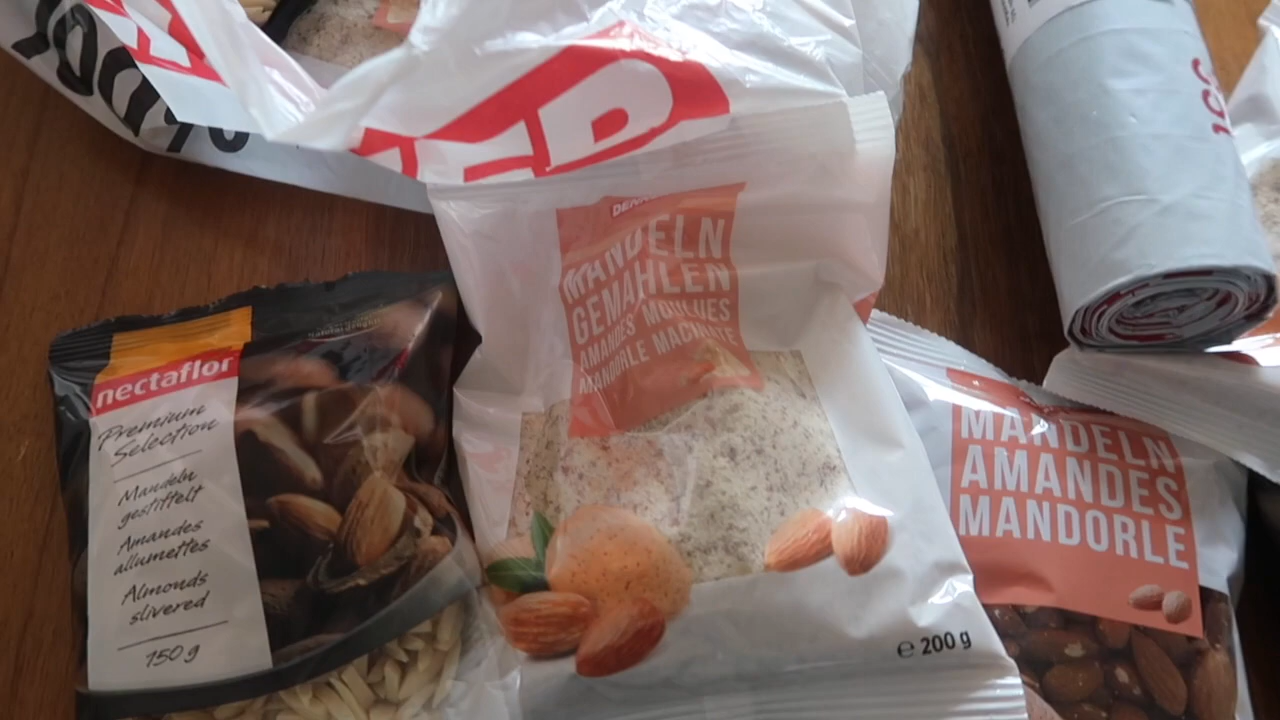 100%
nectaflor
Premium
Selection
Mandeln
gestiftelt
Amandes
allumettes
Almonds
slivered
150 g
MANDELN
GEMAHLEN
AMANDES MOULUES
MANDORLE MACINATE
e 200 g
MANDELN
AMANDES
MANDORLE